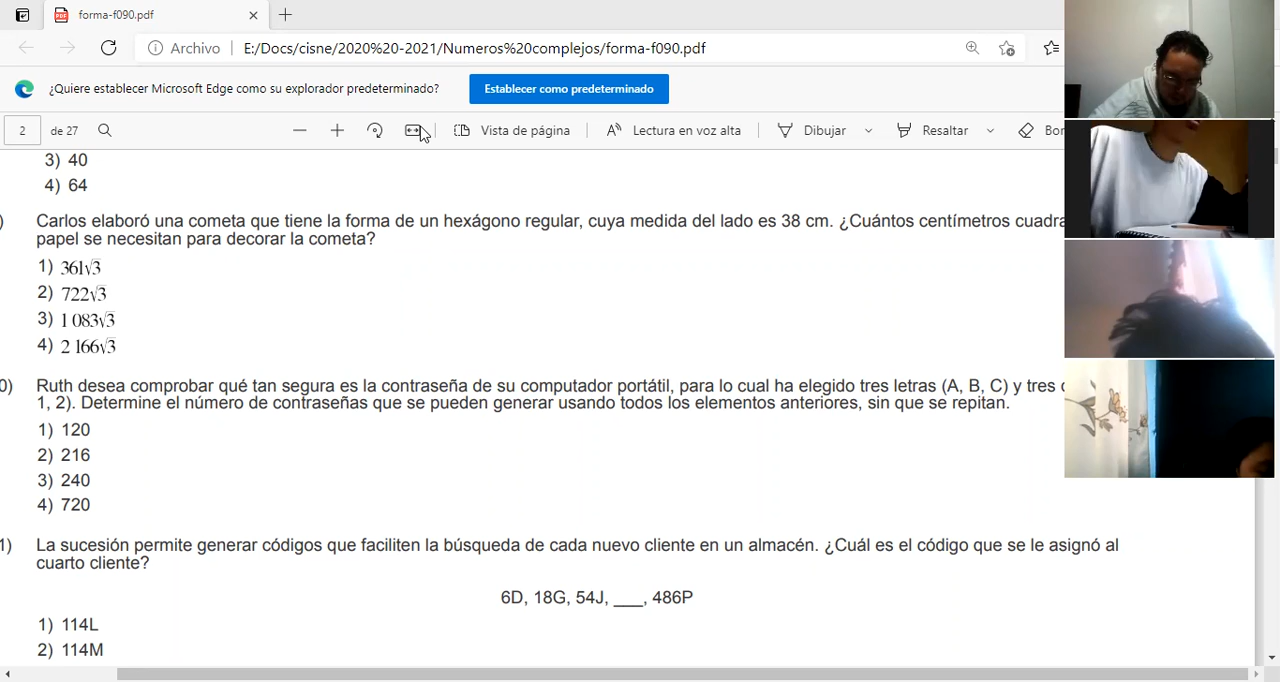 forma-f090.pdf
Archivo E:/Docs/cisne/2020%20-2021/Numeros%20complejos/forma-f090.pdf
¿Quiere establecer Microsoft Edge como su explorador predeterminado? Establecer como predeterminado
2 de 27 Vista de página Lectura en voz alta Dibujar Resaltar Bor
3) 40
4) 64
) Carlos elaboró una cometa que tiene la forma de un hexágono regular, cuya medida del lado es 38 cm. ¿Cuántos centímetros cuadra
papel se necesitan para decorar la cometa?
1) 361√3
2) 722√3
3) 1 083√3
4) 2 166√3
0) Ruth desea comprobar qué tan segura es la contraseña de su computador portátil, para lo cual ha elegido tres letras (A, B, C) y tres
1, 2). Determine el número de contraseñas que se pueden generar usando todos los elementos anteriores, sin que se repitan.
1) 120
2) 216
3) 240
4) 720
1) La sucesión permite generar códigos que faciliten la búsqueda de cada nuevo cliente en un almacén. ¿Cuál es el código que se le asignó al
cuarto cliente?
6D, 18G, 54J, ___, 486P
1) 114L
2) 114M